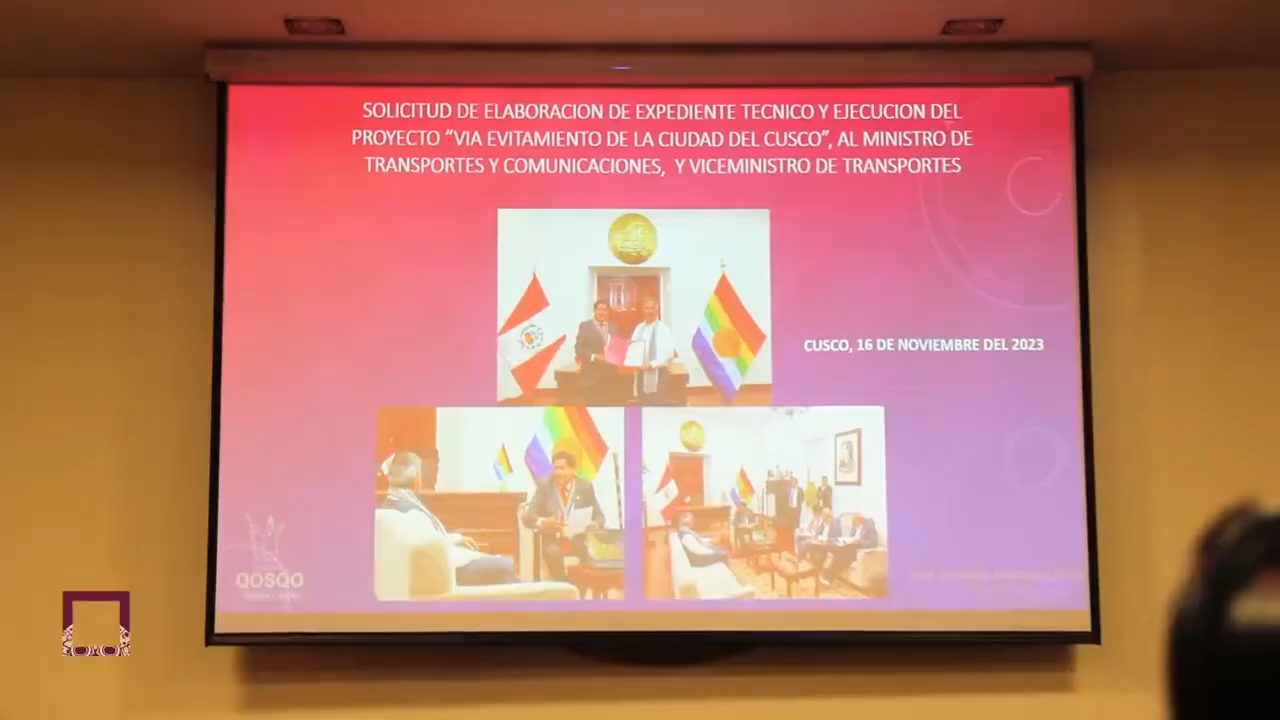 SOLICITUD DE ELABORACION DE EXPEDIENTE TECNICO Y EJECUCION DEL
PROYECTO “VIA EVITAMIENTO DE LA CIUDAD DEL CUSCO”, AL MINISTRO DE
TRANSPORTES Y COMUNICACIONES, Y VICEMINISTRO DE TRANSPORTES
CUSCO, 16 DE NOVIEMBRE DEL 2023
QOSQO